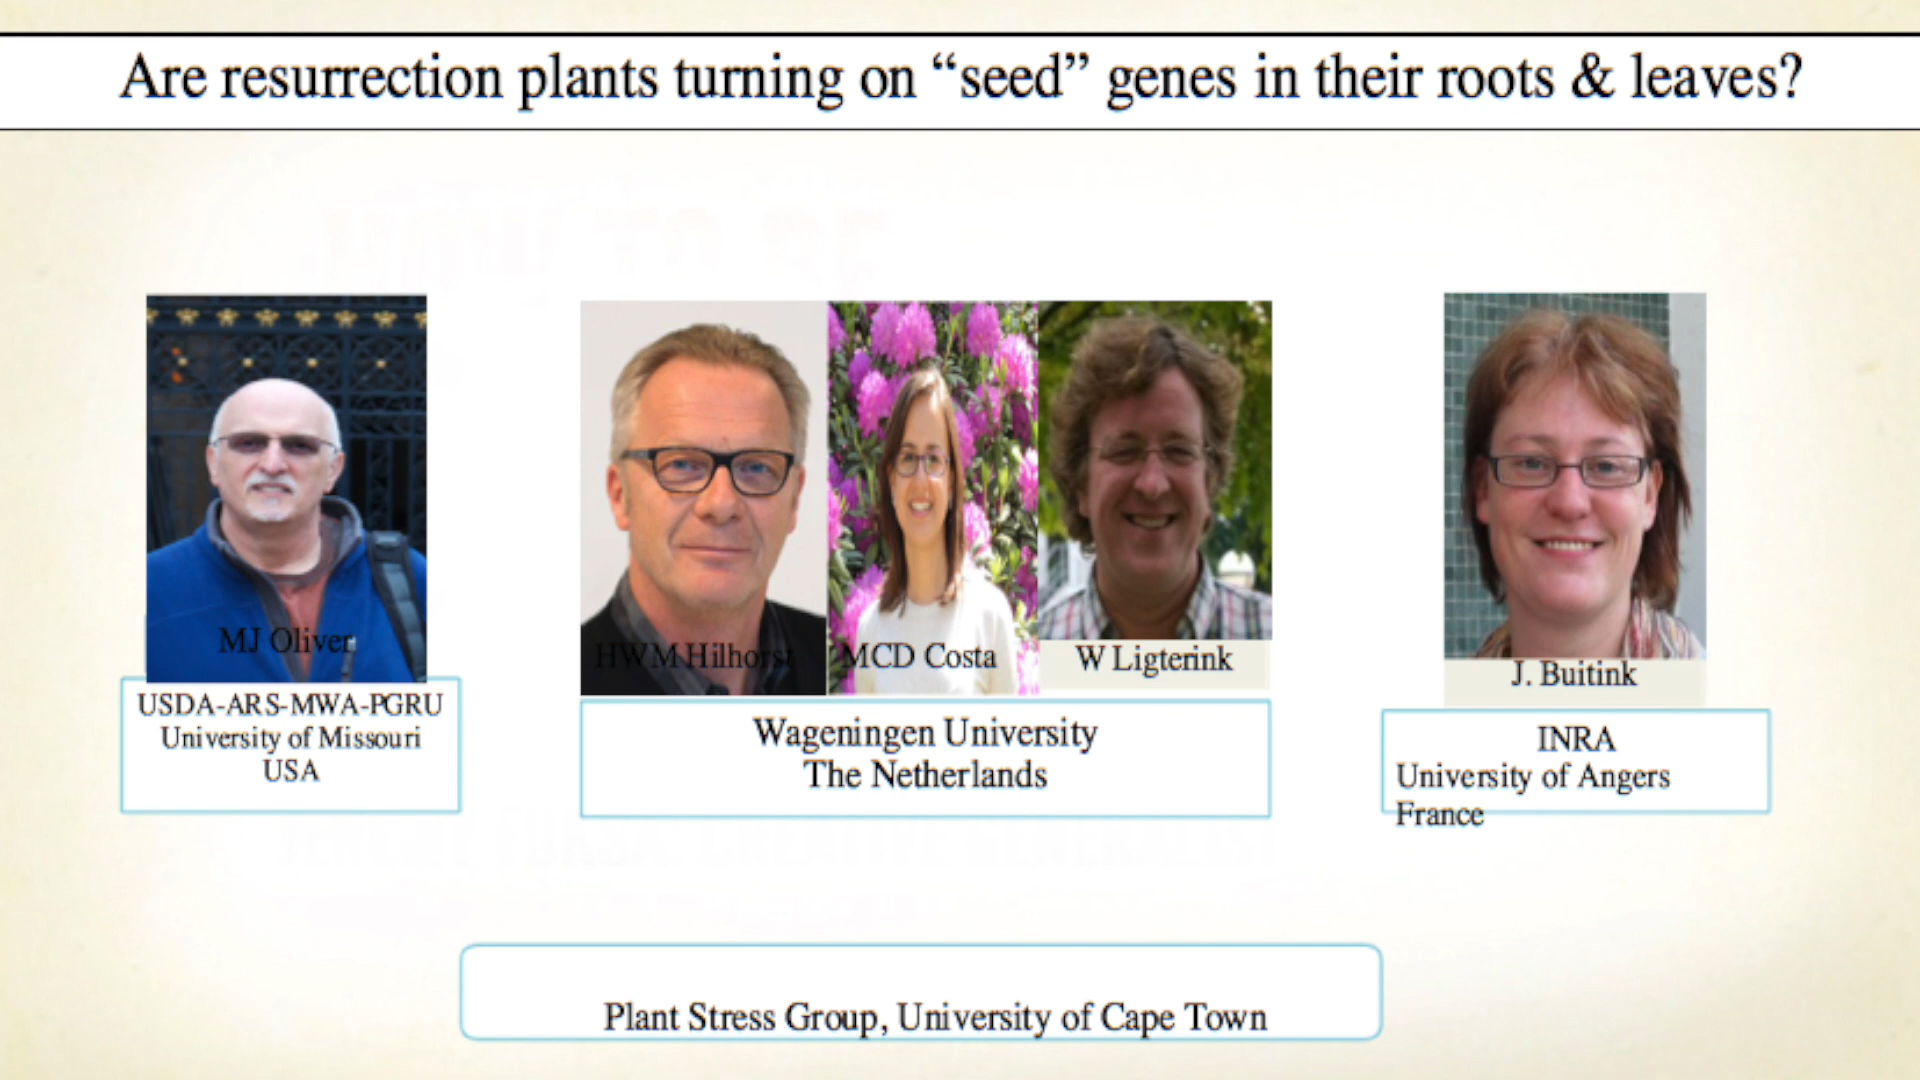 Are resurrection plants turning on “seed” genes in their roots & leaves?
MJ Oliver
USDA-ARS-MWA-PGRU
University of Missouri
USA
HWM Hilhorst
MCD Costa
W Ligterink
Wageningen University
The Netherlands
J. Buitink
INRA
University of Angers
France
Plant Stress Group, University of Cape Town